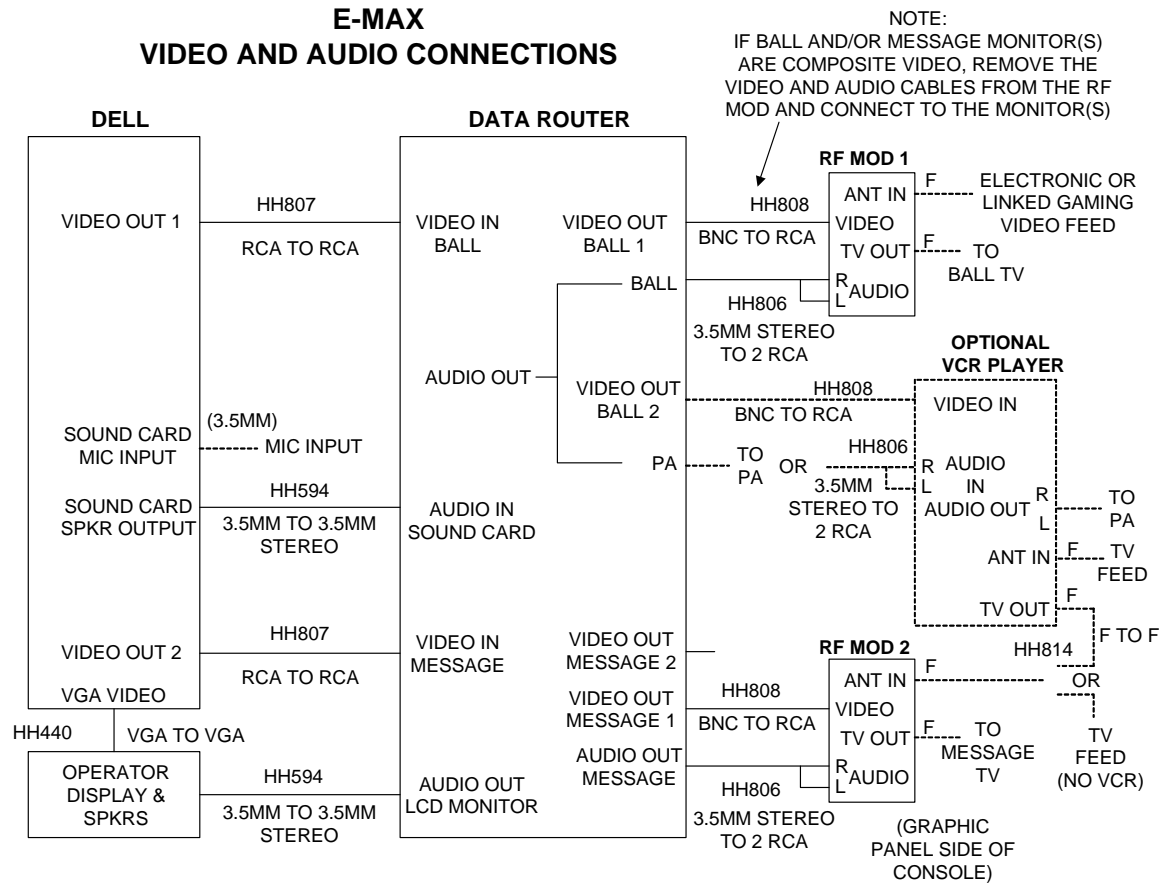 E-MAX
VIDEO AND AUDIO CONNECTIONS
NOTE:
IF BALL AND/OR MESSAGE MONITOR(S)
ARE COMPOSITE VIDEO, REMOVE THE
VIDEO AND AUDIO CABLES FROM THE RF
MOD AND CONNECT TO THE MONITOR(S)
DELL
VIDEO OUT 1
SOUND CARD
MIC INPUT
SOUND CARD
SPKR OUTPUT
VIDEO OUT 2
VGA VIDEO
HH440
VGA TO VGA
OPERATOR
DISPLAY &
SPKRS
HH807
RCA TO RCA
(3.5MM)
MIC INPUT
HH594
3.5MM TO 3.5MM
STEREO
HH807
RCA TO RCA
HH594
3.5MM TO 3.5MM
STEREO
DATA ROUTER
VIDEO IN
BALL
AUDIO OUT
AUDIO IN
SOUND CARD
VIDEO IN
MESSAGE
AUDIO OUT
LCD MONITOR
VIDEO OUT
BALL 1
BALL
VIDEO OUT
BALL 2
PA
VIDEO OUT
MESSAGE 2
VIDEO OUT
MESSAGE 1
AUDIO OUT
MESSAGE
HH808
BNC TO RCA
HH806
3.5MM STEREO
TO 2 RCA
RF MOD 1
ANT IN
VIDEO
TV OUT
R
L
AUDIO
F
ELECTRONIC OR
LINKED GAMING
VIDEO FEED
F
TO
BALL TV
HH808
BNC TO RCA
TO
PA
OR
HH806
3.5MM
STEREO TO
2 RCA
OPTIONAL
VCR PLAYER
VIDEO IN
R
L
AUDIO
IN
AUDIO OUT
R
L
TO
PA
ANT IN
F
TV
FEED
TV OUT
F
F TO F
HH814
OR
TV
FEED
(NO VCR)
HH808
BNC TO RCA
HH806
3.5MM STEREO
TO 2 RCA
RF MOD 2
ANT IN
VIDEO
TV OUT
R
L
AUDIO
F
F
TO
MESSAGE
TV
(GRAPHIC
PANEL SIDE OF
CONSOLE)